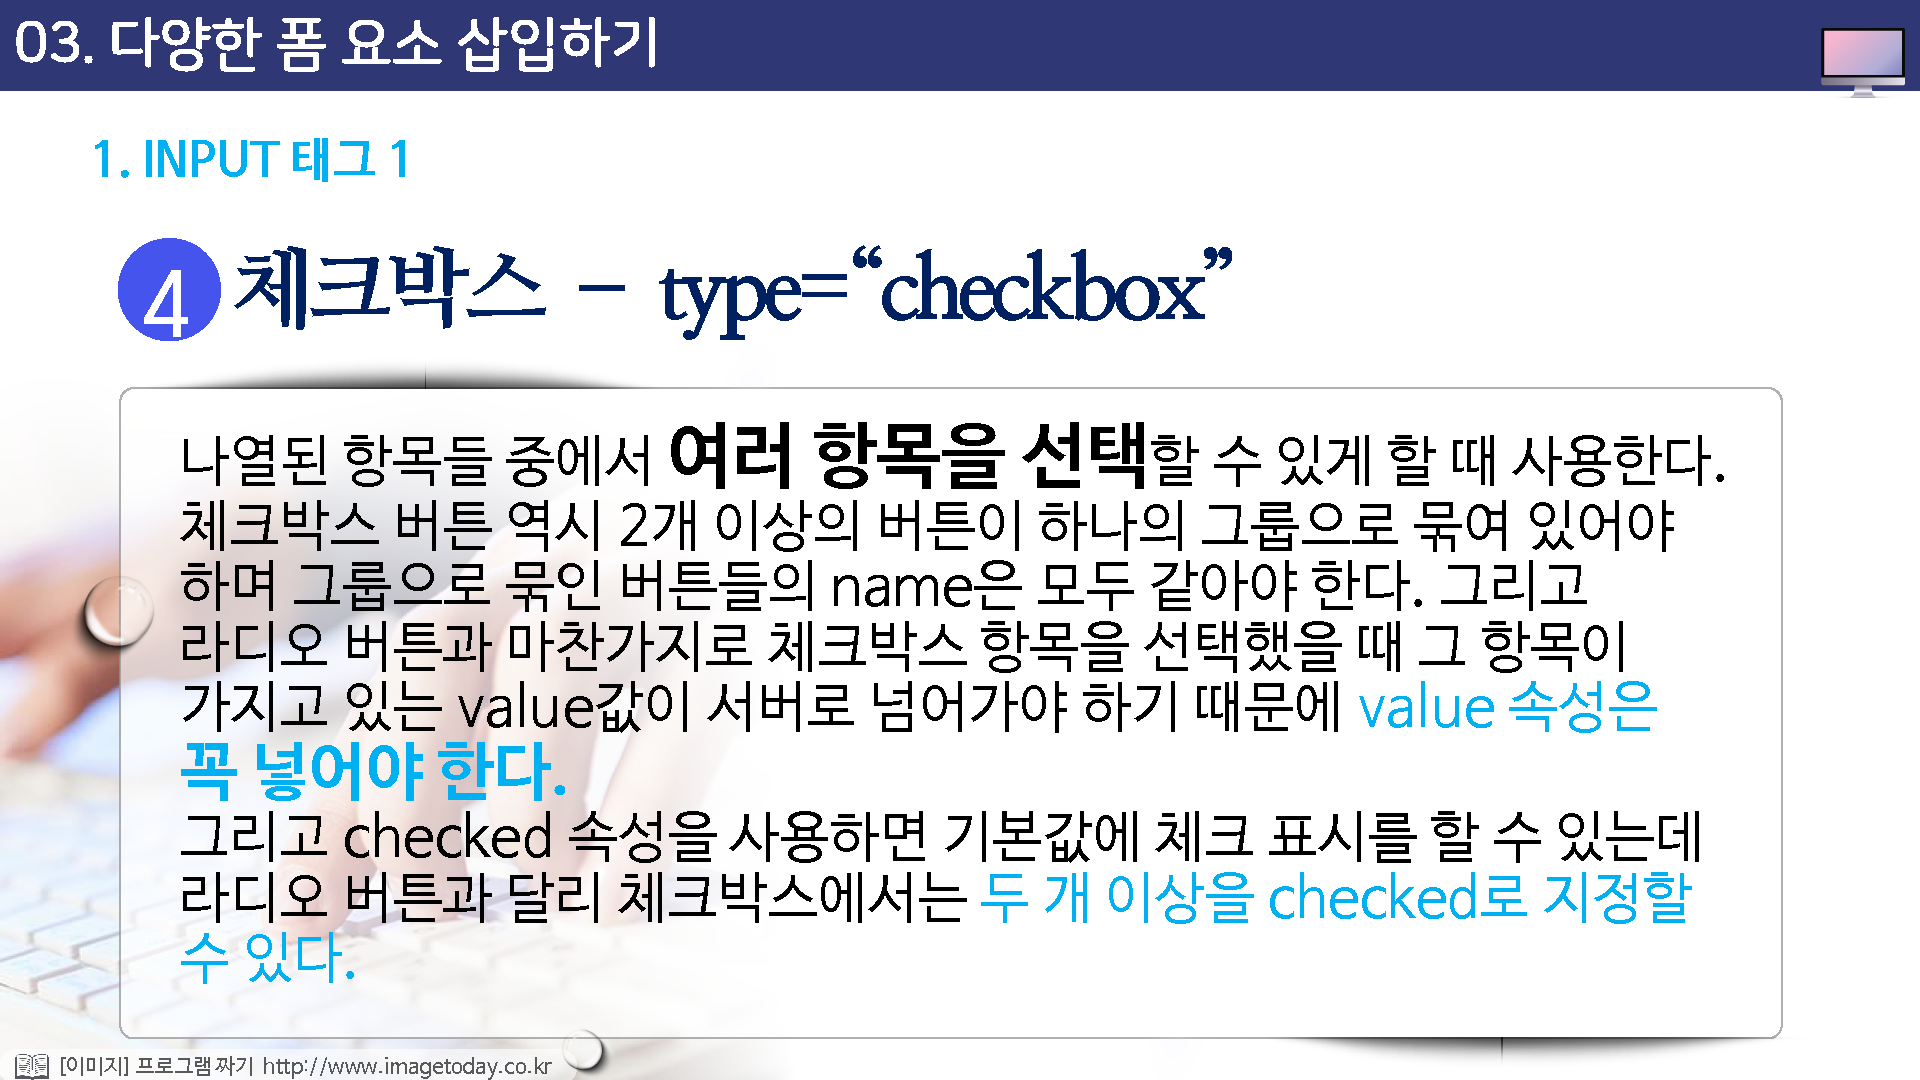 03. 다양한 폼 요소 삽입하기
1. INPUT 태그 1
4 체크박스 - type=“checkbox”
나열된 항목들 중에서 여러 항목을 선택할 수 있게 할 때 사용한다.
체크박스 버튼 역시 2개 이상의 버튼이 하나의 그룹으로 묶여 있어야
하며 그룹으로 묶인 버튼들의 name은 모두 같아야 한다. 그리고
라디오 버튼과 마찬가지로 체크박스 항목을 선택했을 때 그 항목이
가지고 있는 value값이 서버로 넘어가야 하기 때문에 value 속성은
꼭 넣어야 한다.
그리고 checked 속성을 사용하면 기본값에 체크 표시를 할 수 있는데
라디오 버튼과 달리 체크박스에서는 두 개 이상을 checked로 지정할
수 있다.
[이미지] 프로그램 짜기 http://www.imagetoday.co.kr